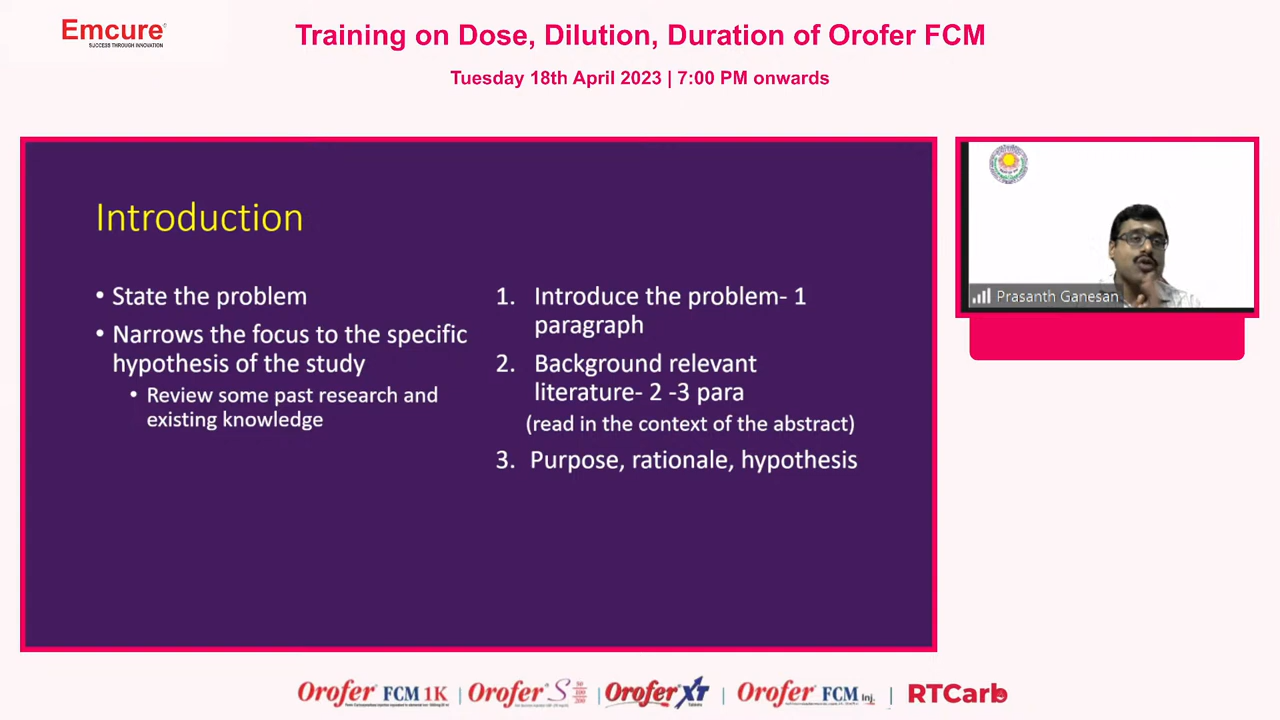 Emcure
SUCCESS THROUGH INNOVATION
Training on Dose, Dilution, Duration of Orofer FCM
Tuesday 18th April 2023 | 7:00 PM onwards
Introduction
• State the problem
• Narrows the focus to the specific
hypothesis of the study
• Review some past research and
existing knowledge
1. Introduce the problem- 1
paragraph
2. Background relevant
literature- 2 -3 para
(read in the context of the abstract)
3. Purpose, rationale, hypothesis
Prasanth Ganesan
Orofer FCM 1K | Orofer S 50 100 200 | Orofer XT Tablets | Orofer FCM Inj. | RTCarb